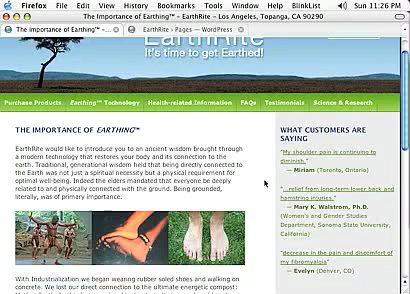 Firefox File Edit View History Bookmarks Tools Window Help BlinkList Sun 11:26 PM
The Importance of Earthing™ – EarthRite – Los Angeles, Topanga, CA 90290
The Importance of Earthing™ –...
EarthRite › Pages — WordPress
EarthRite
It's time to get Earthed!
Purchase Products Earthing™ Technology Health-related Information FAQs Testimonials Science & Research
THE IMPORTANCE OF EARTHING™
EarthRite would like to introduce you to an ancient wisdom brought through
a modern technology that restores your body and its connection to the
earth. Traditional, generational wisdom held that being directly connected to
the Earth was not just a spiritual necessity but a physical requirement for
optimal well-being. Indeed the elders mandated that everyone be deeply
related to and physically connected with the ground. Being grounded,
literally, was of primary importance.
With Industrialization we began wearing rubber soled shoes and walking on
concrete. We lost our direct connection to the ultimate energetic compost:
WHAT CUSTOMERS ARE
SAYING
"My shoulder pain is continuing to
diminish."
— Miriam (Toronto, Ontario)
"...relief from long-term lower back and
hamstring injuries."
— Mary K. Walstrom, Ph.D.
(Women's and Gender Studies
Department, Sonoma State University,
California)
"decrease in the pain and discomfort of
my fibromyalgia"
— Evelyn (Denver, CO)